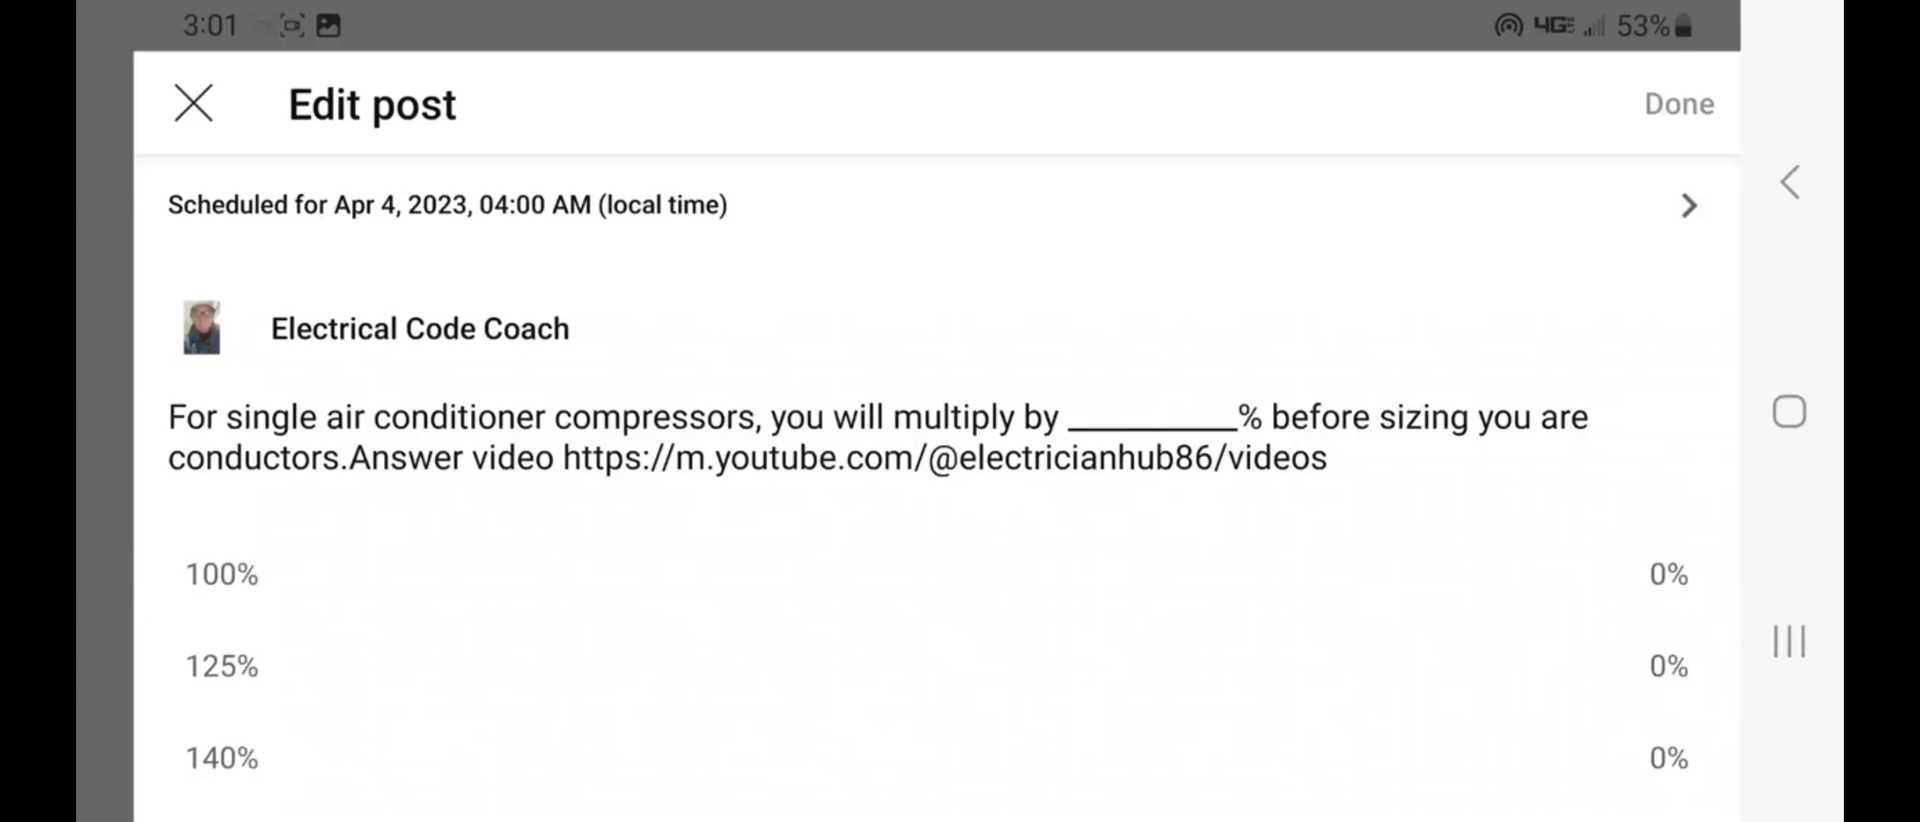 3:01
4GE 53%
Edit post
Done
Scheduled for Apr 4, 2023, 04:00 AM (local time)
Electrical Code Coach
For single air conditioner compressors, you will multiply by __________% before sizing you are
conductors.Answer video https://m.youtube.com/@electricianhub86/videos
100% 0%
125% 0%
140% 0%